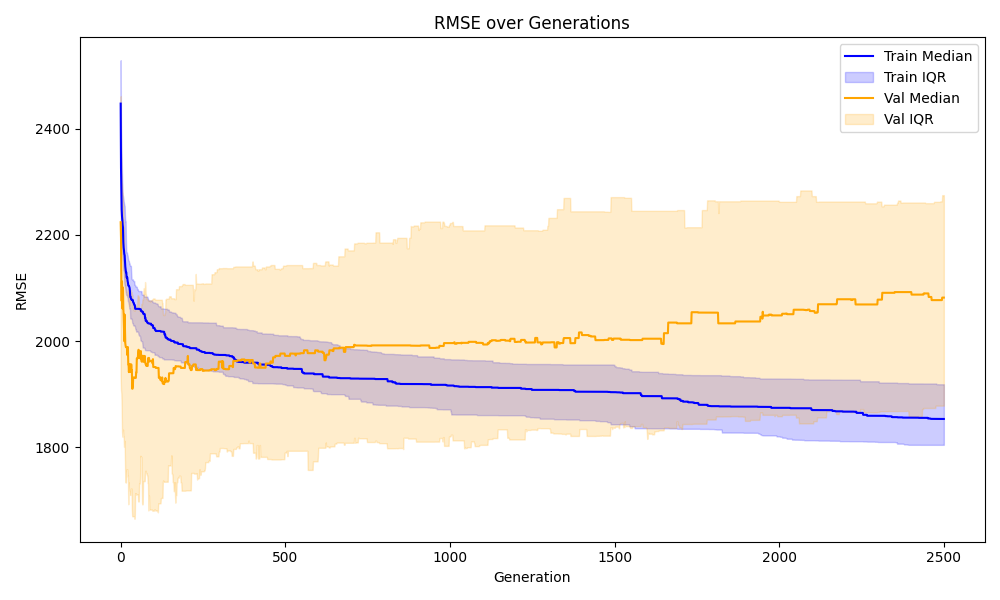 RMSE over Generations
Train Median
Train IQR
Val Median
Val IQR
2400
2200
2000
1800
RMSE
0 500 1000 1500 2000 2500
Generation